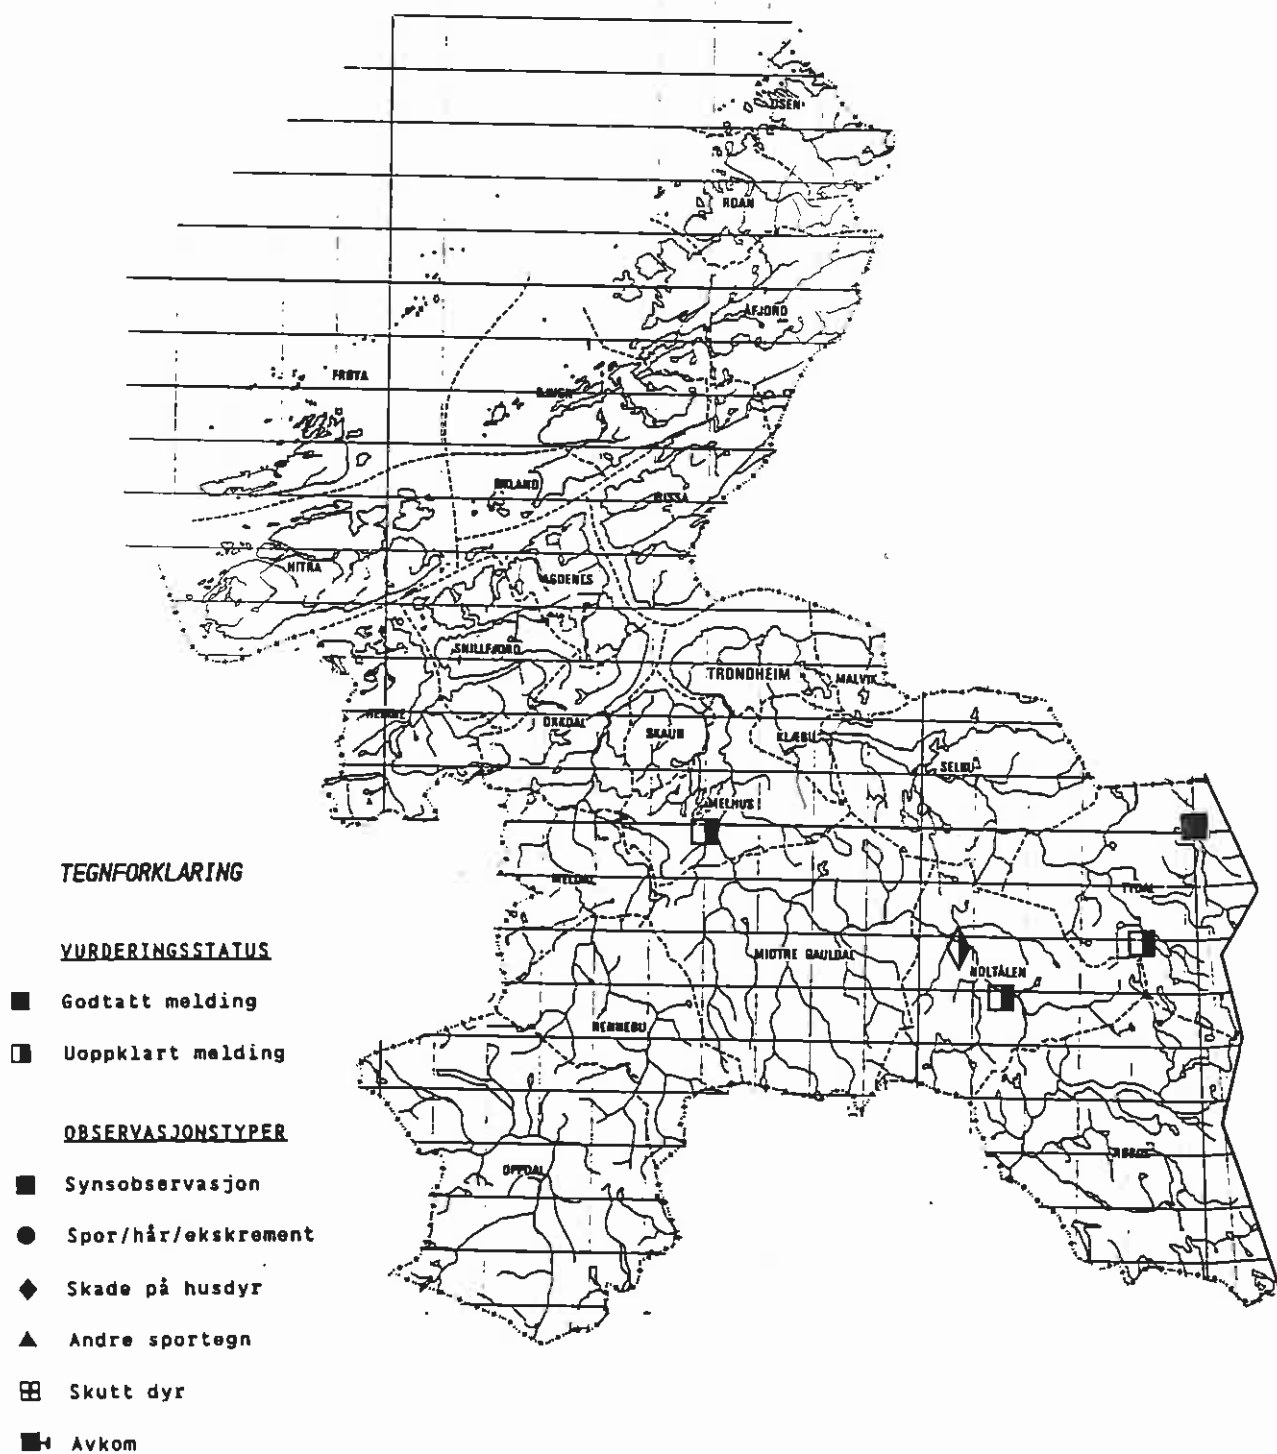 OSEN
ROAN
ÅFJORD
FRØYA
BJUGN
ØRLAND
RISSA
HITRA
AGDENES
SNILLFJORD
TRONDHEIM
MALVIK
HEMNE
ORKDAL
SKAUN
KLÆBU
SELBU
MELHUS
MELDAL
TYDAL
MIDTRE GAULDAL
HOLTÅLEN
RENNEBU
OPPDAL
RØROS
TEGNFORKLARING
VURDERINGSSTATUS
Godtatt melding
Uoppklart melding
OBSERVASJONSTYPER
Synsobservasjon
Spor/hår/ekskrement
Skade på husdyr
Andre sportegn
Skutt dyr
Avkom